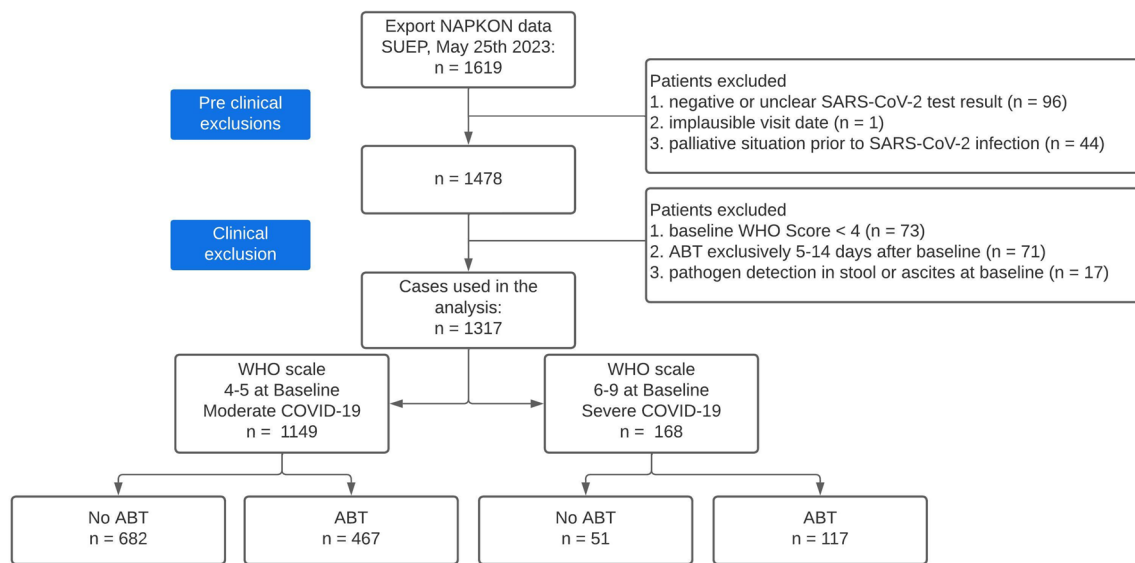 Export NAPKON data
SUEP, May 25th 2023:
n = 1619
Pre clinical
exclusions
Patients excluded
1. negative or unclear SARS-CoV-2 test result (n = 96)
2. implausible visit date (n = 1)
3. palliative situation prior to SARS-CoV-2 infection (n = 44)
n = 1478
Clinical
exclusion
Patients excluded
1. baseline WHO Score < 4 (n = 73)
2. ABT exclusively 5-14 days after baseline (n = 71)
3. pathogen detection in stool or ascites at baseline (n = 17)
Cases used in the
analysis:
n = 1317
WHO scale
4-5 at Baseline
Moderate COVID-19
n = 1149
WHO scale
6-9 at Baseline
Severe COVID-19
n = 168
No ABT
n = 682
ABT
n = 467
No ABT
n = 51
ABT
n = 117